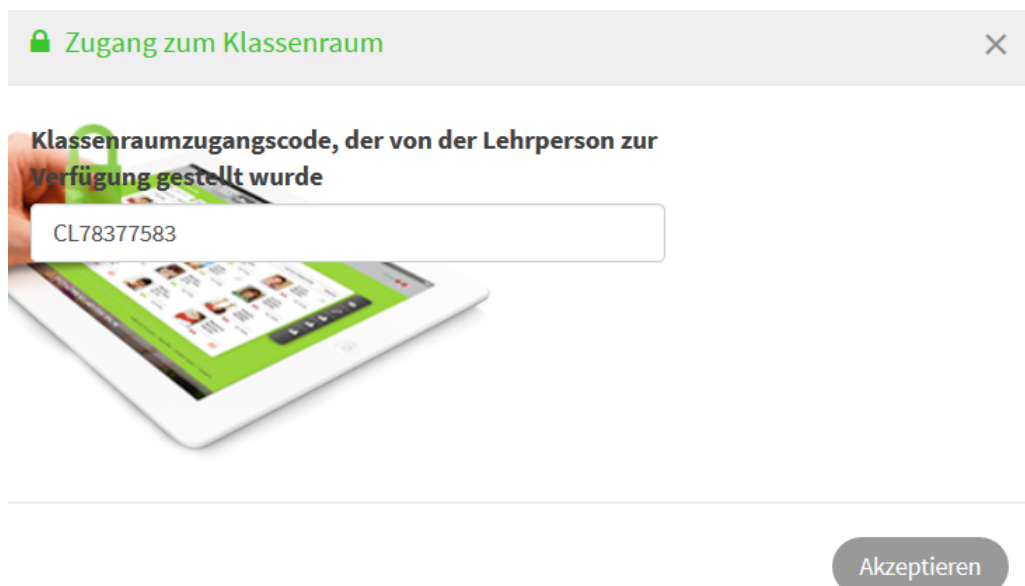 Zugang zum Klassenraum
Klassenraumzugangscode, der von der Lehrperson zur
Verfügung gestellt wurde
CL78377583
Akzeptieren